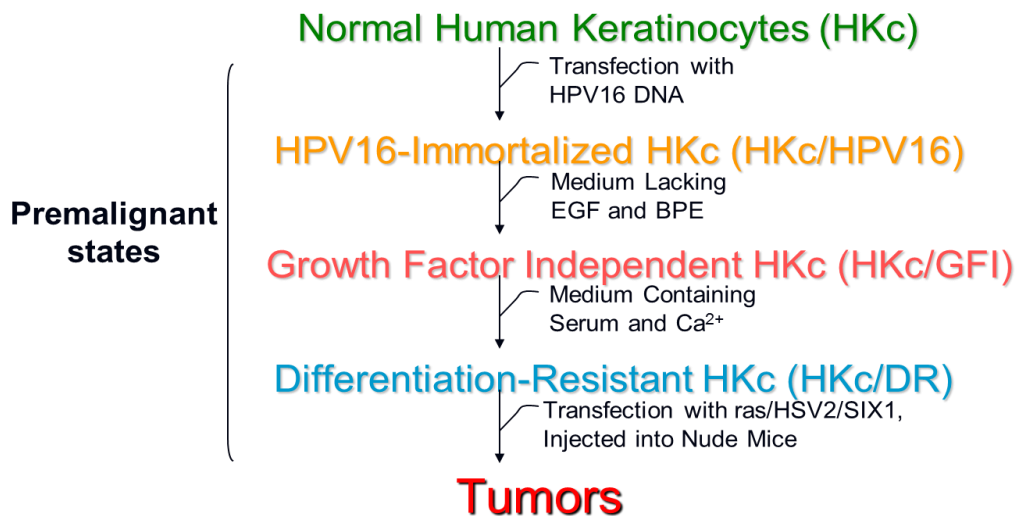 Normal Human Keratinocytes (HKc)
Transfection with
HPV16 DNA
HPV16-Immortalized HKc (HKc/HPV16)
Medium Lacking
EGF and BPE
Premalignant
states
Growth Factor Independent HKc (HKc/GFI)
Medium Containing
Serum and Ca²⁺
Differentiation-Resistant HKc (HKc/DR)
Transfection with ras/HSV2/SIX1,
Injected into Nude Mice
Tumors